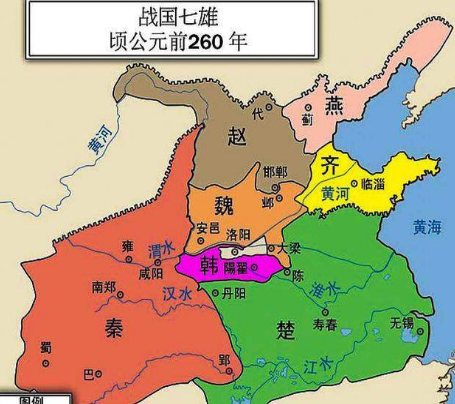 战国七雄
顷公元前260年
燕
蓟
代
赵
黄河
齐
邯郸
临淄
黄河
邺
魏
安邑
洛阳
大梁
黄海
雍
渭水
咸阳
韩
陽翟
陈
南郑
汉水
丹阳
淮水
秦
楚
寿春
无锡
蜀
巴
郢
江水
图例